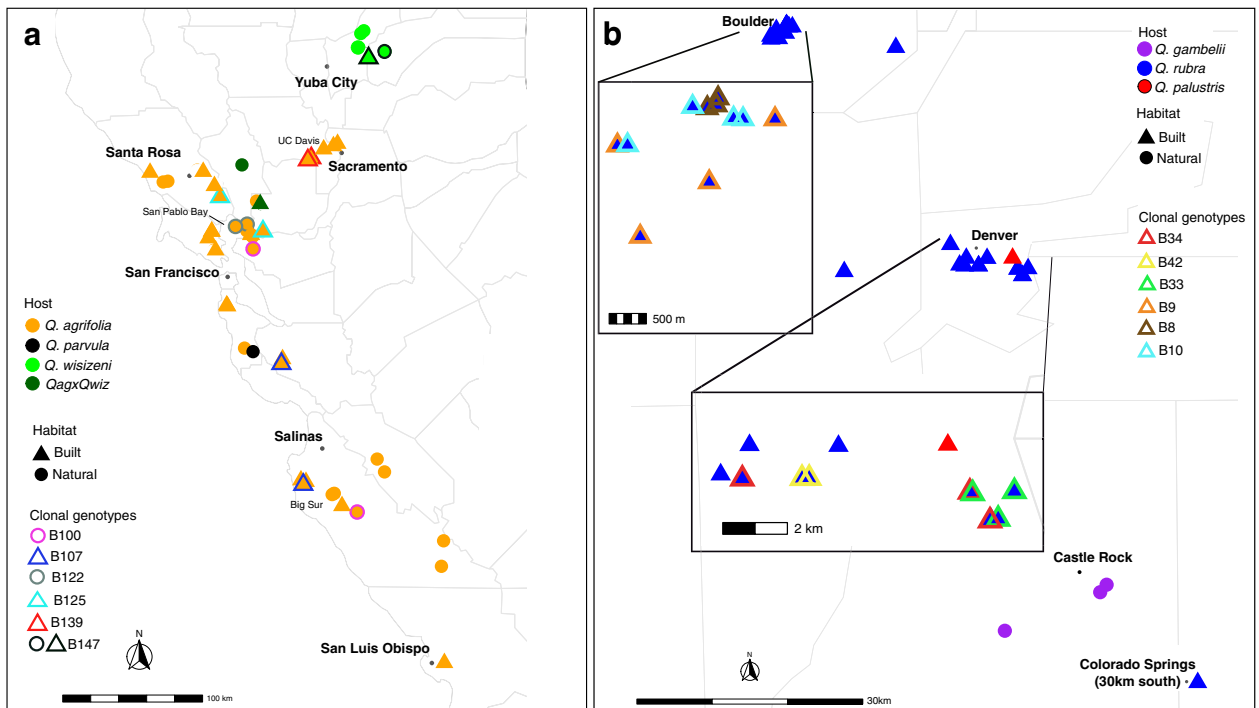 a
Yuba City
UC Davis
Sacramento
Santa Rosa
San Pablo Bay
San Francisco
Host
Q. agrifolia
Q. parvula
Q. wisizeni
QagxQwiz
Habitat
Built
Natural
Salinas
Big Sur
Clonal genotypes
B100
B107
B122
B125
B139
B147
N
San Luis Obispo
100 km
b
Boulder
Host
Q. gambelii
Q. rubra
Q. palustris
Habitat
Built
Natural
Clonal genotypes
B34
B42
B33
B9
B8
B10
500 m
Denver
2 km
Castle Rock
N
Colorado Springs
(30km south)
30km